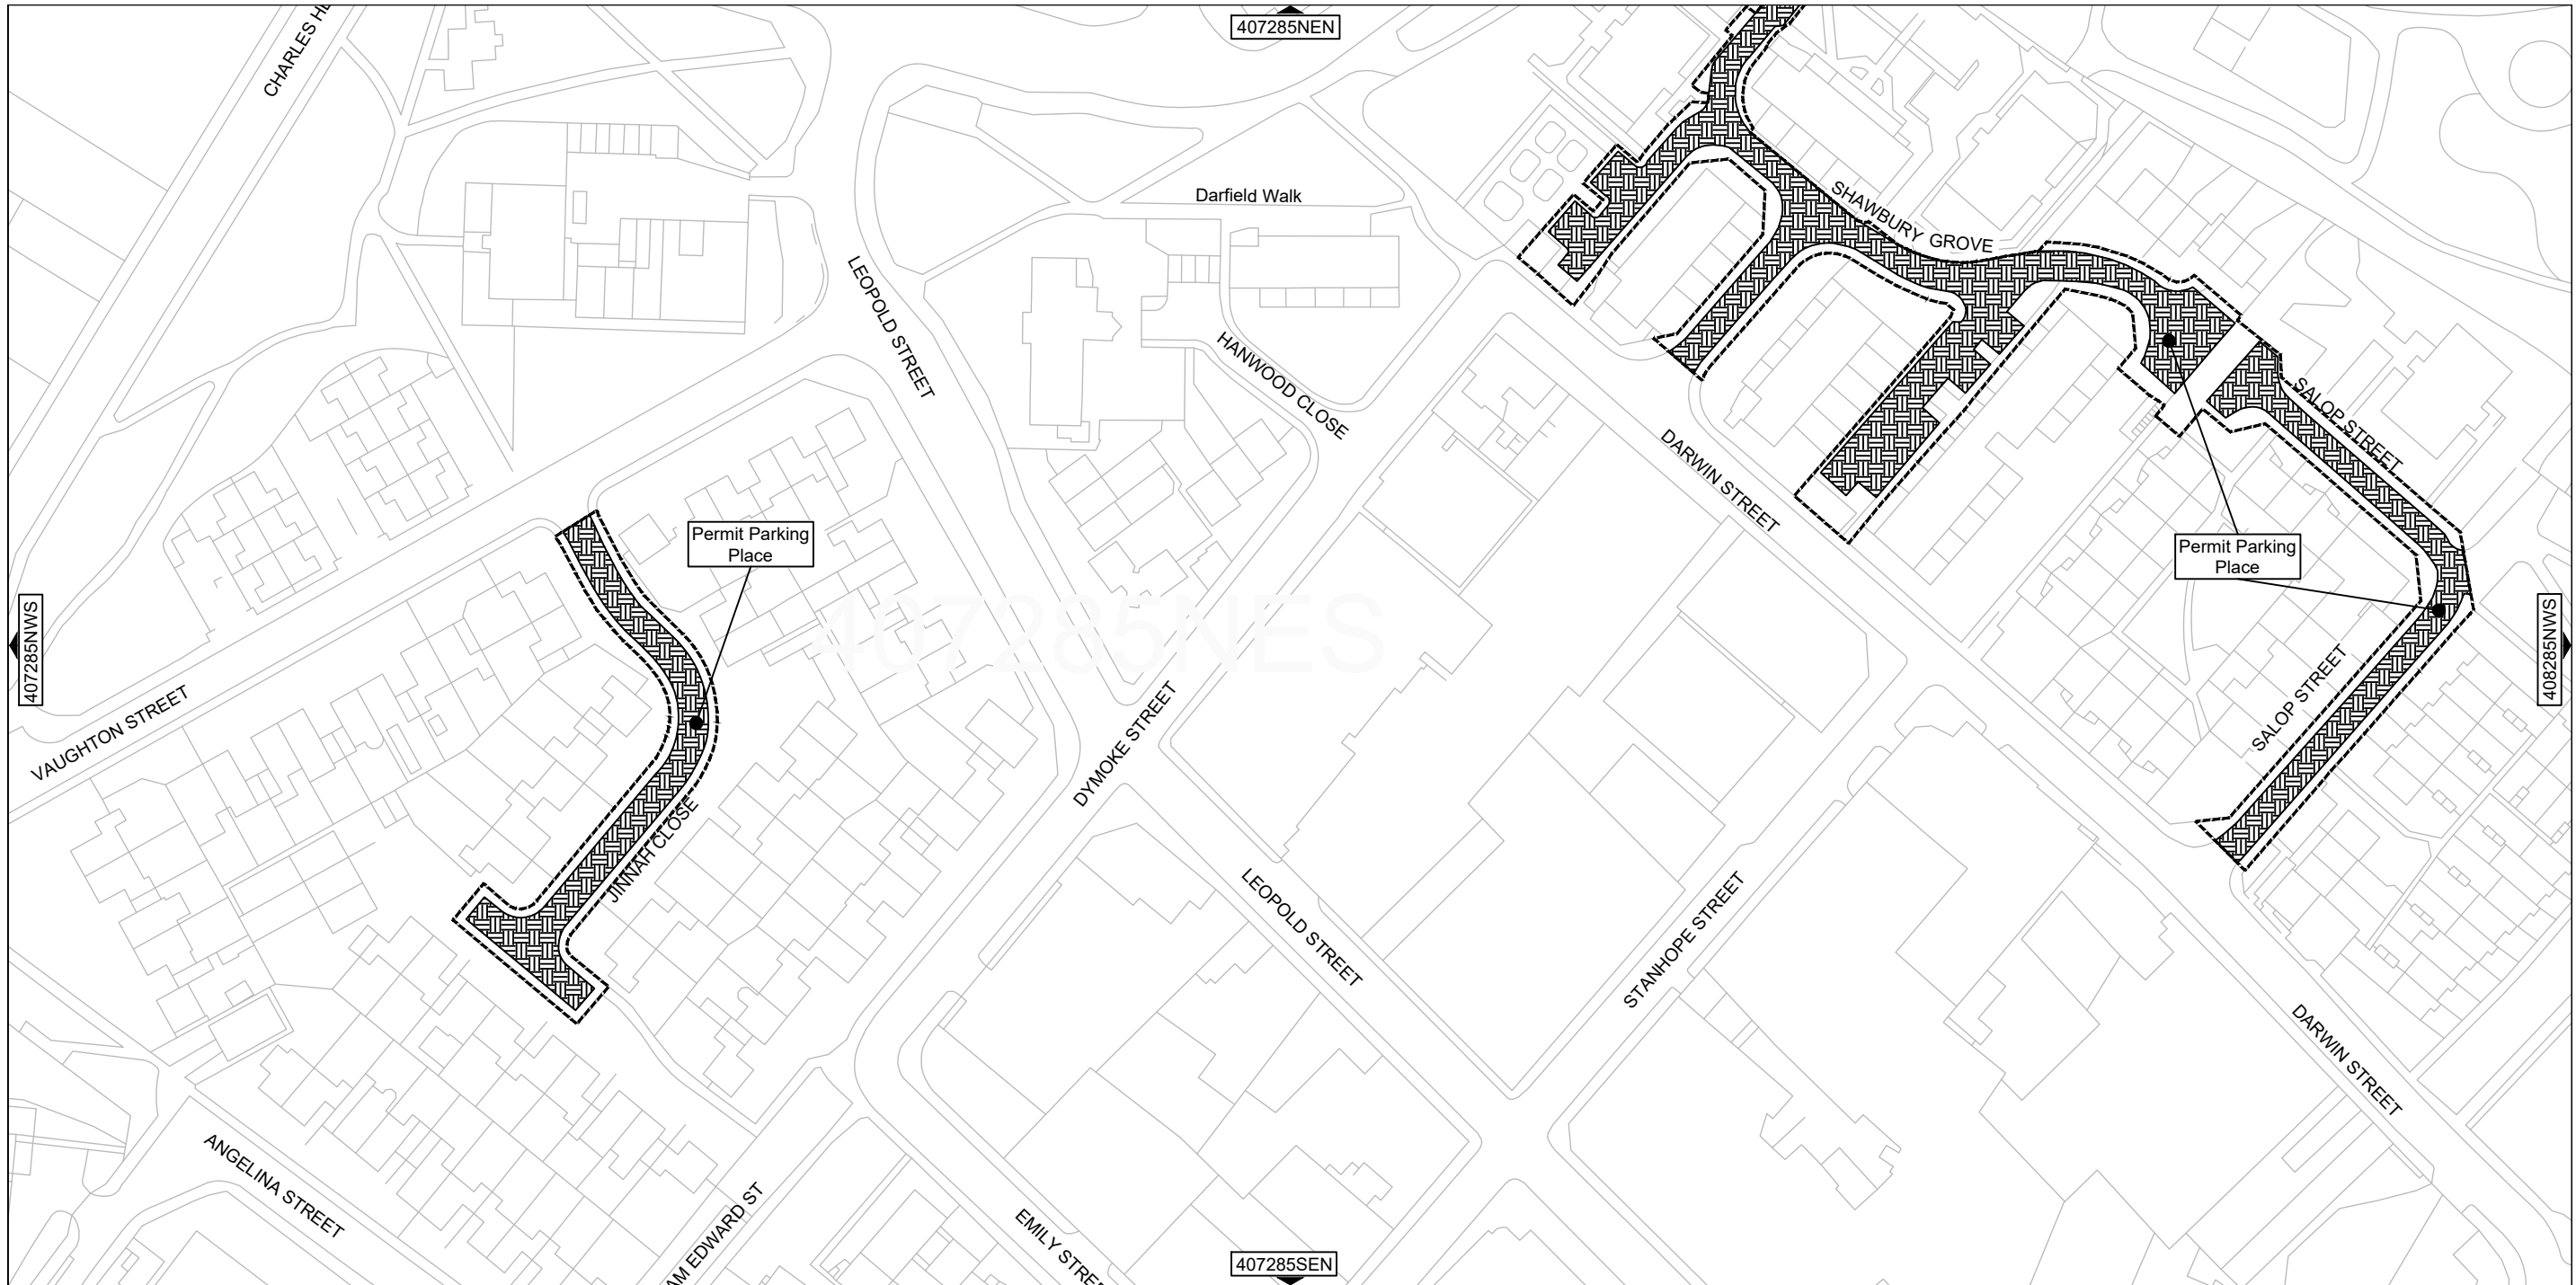 CHARLES HE
407285NEN
Darfield Walk
SHAWBURY GROVE
LEOPOLD STREET
HANWOOD CLOSE
SALOP STREET
DARWIN STREET
Permit Parking
Place
Permit Parking
Place
407285NES
407285NWS
408285NWS
VAUGHTON STREET
DYMOKE STREET
SALOP STREET
JINNAH CLOSE
LEOPOLD STREET
STANHOPE STREET
DARWIN STREET
ANGELINA STREET
AM EDWARD ST
EMILY STREE
407285SEN